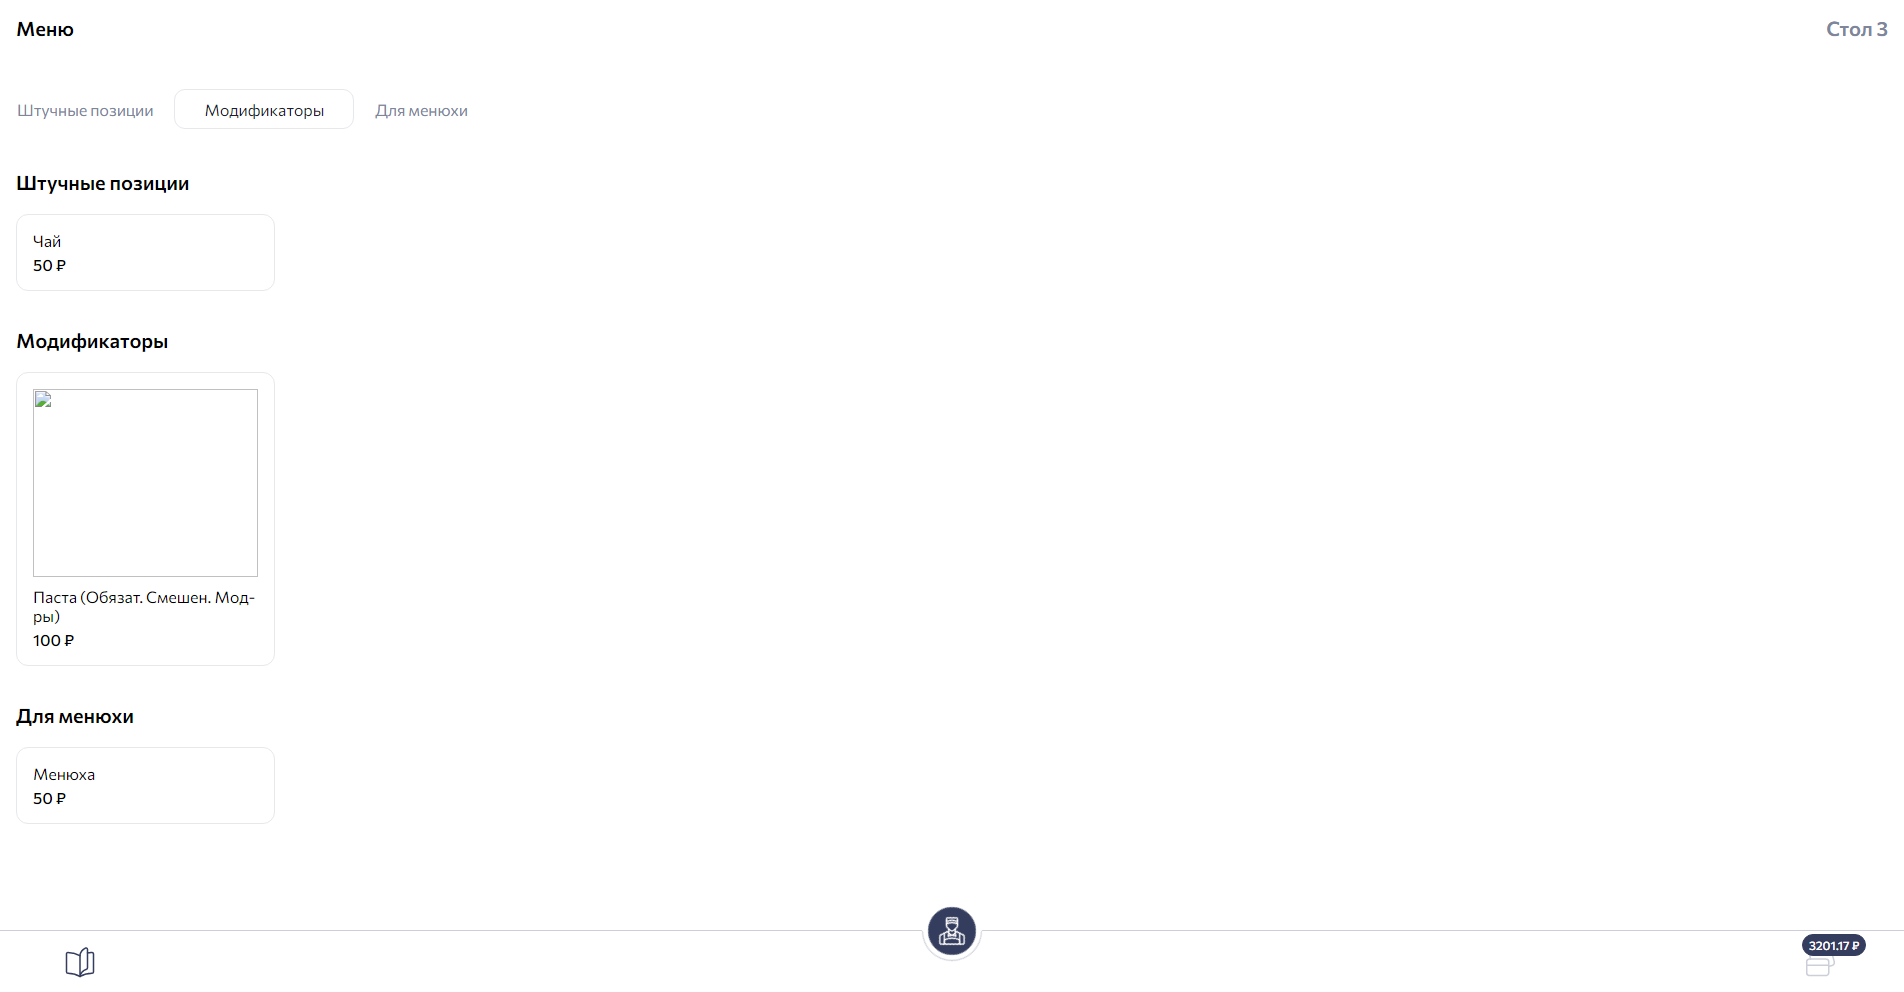 Меню
Стол 3
Штучные позиции
Модификаторы
Для менюхи
Штучные позиции
Чай
50 ₽
Модификаторы
Паста (Обязат. Смешен. Мод-
ры)
100 ₽
Для менюхи
Менюха
50 ₽
3201.17 ₽